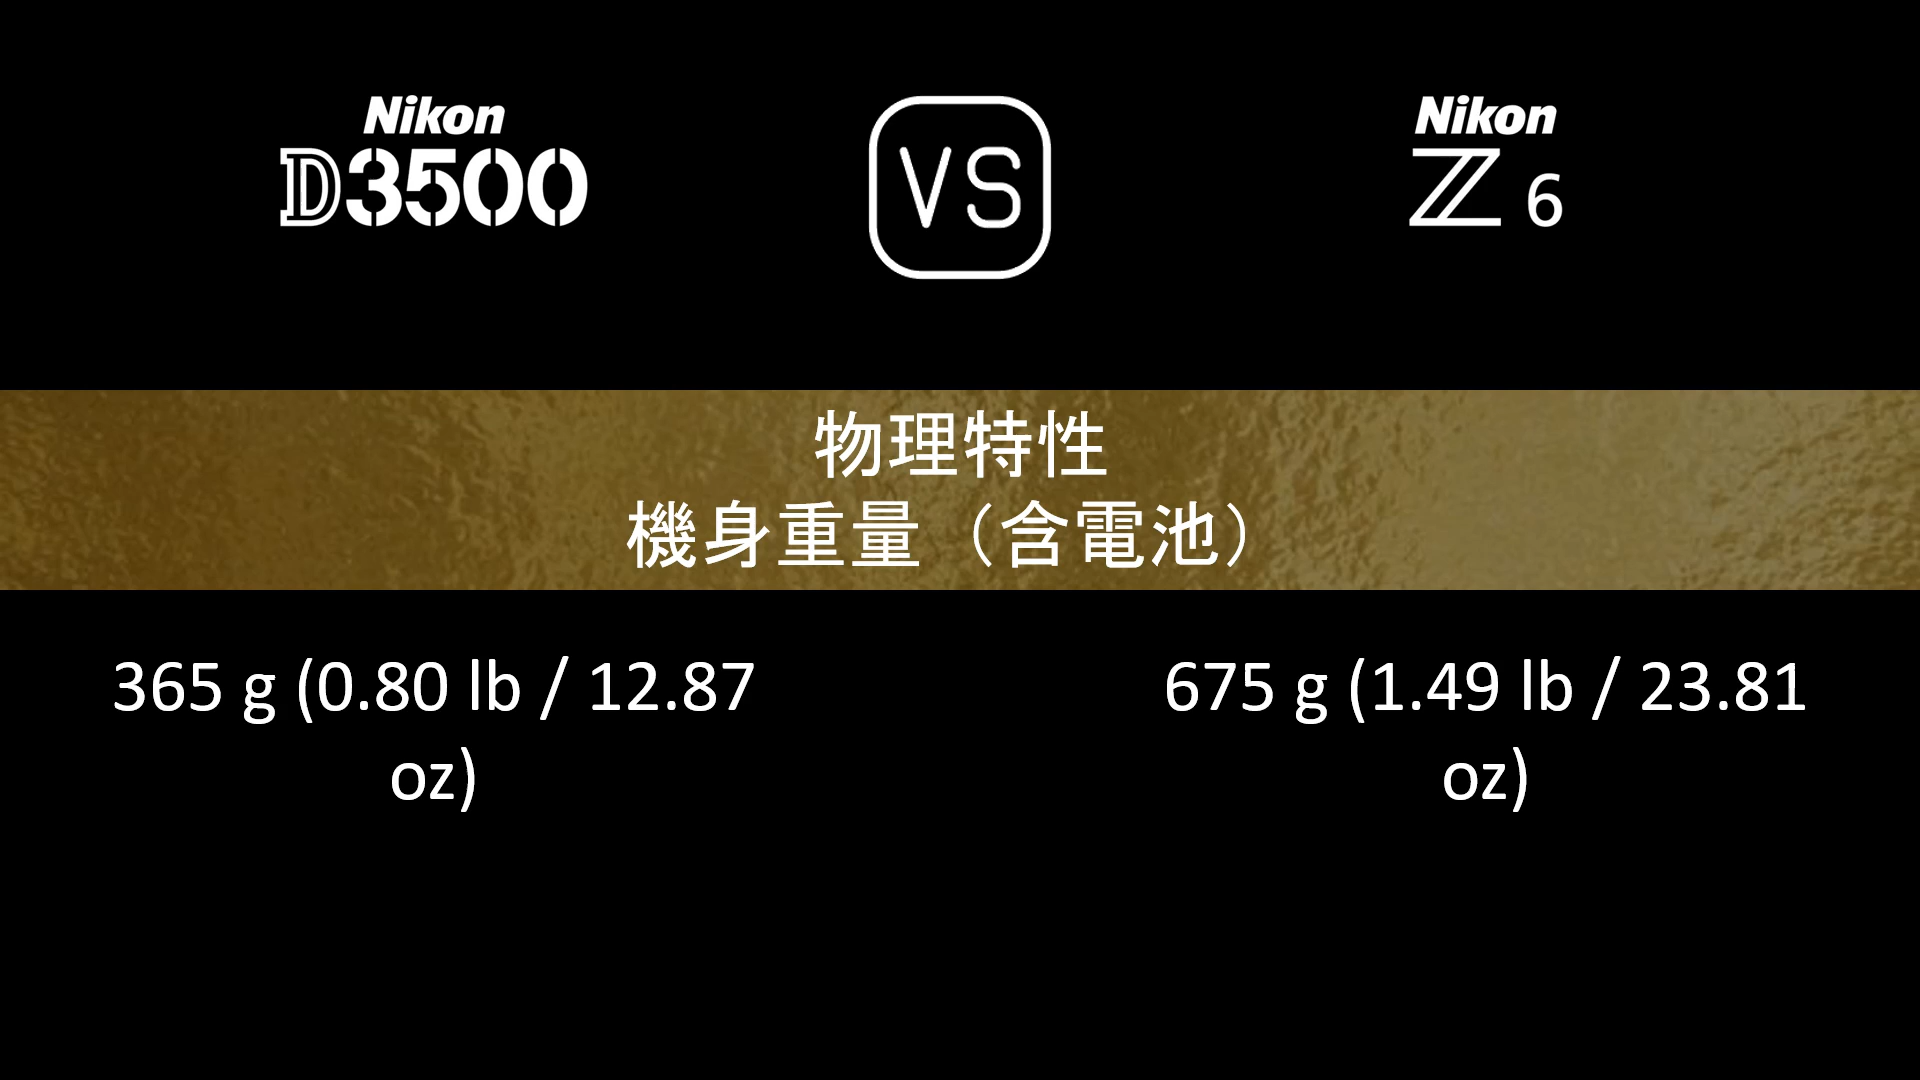 Nikon
D3500
VS
Nikon
Z 6
物理特性
機身重量（含電池）
365 g (0.80 lb / 12.87
oz)
675 g (1.49 lb / 23.81
oz)